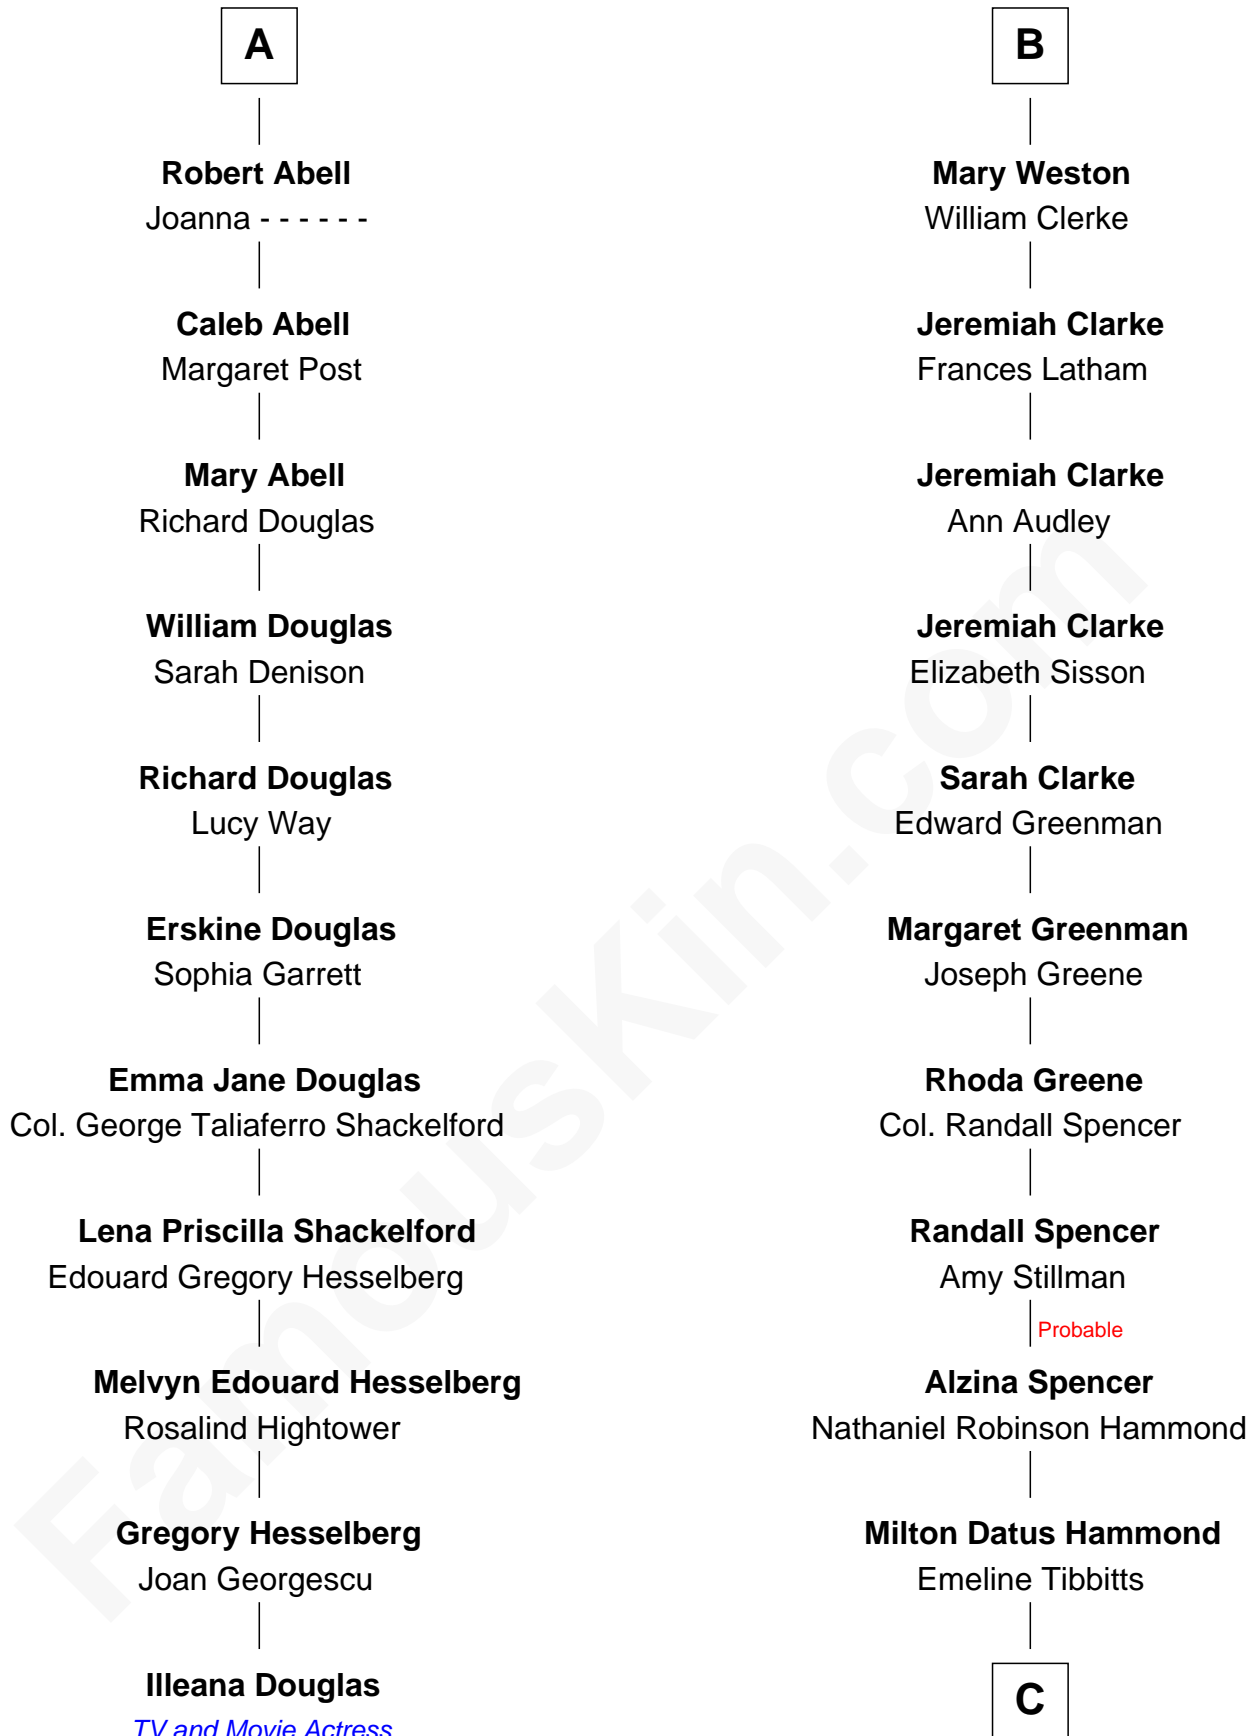 A
Robert Abell
Joanna - - - - - -
Caleb Abell
Margaret Post
Mary Abell
Richard Douglas
William Douglas
Sarah Denison
Richard Douglas
Lucy Way
Erskine Douglas
Sophia Garrett
Emma Jane Douglas
Col. George Taliaferro Shackelford
Lena Priscilla Shackelford
Edouard Gregory Hesselberg
Melvyn Edouard Hesselberg
Rosalind Hightower
Gregory Hesselberg
Joan Georgescu
Illeana Douglas
TV and Movie Actress
B
Mary Weston
William Clerke
Jeremiah Clarke
Frances Latham
Jeremiah Clarke
Ann Audley
Jeremiah Clarke
Elizabeth Sisson
Sarah Clarke
Edward Greenman
Margaret Greenman
Joseph Greene
Rhoda Greene
Col. Randall Spencer
Randall Spencer
Amy Stillman
Probable
Alzina Spencer
Nathaniel Robinson Hammond
Milton Datus Hammond
Emeline Tibbitts
C
FamousKin.com